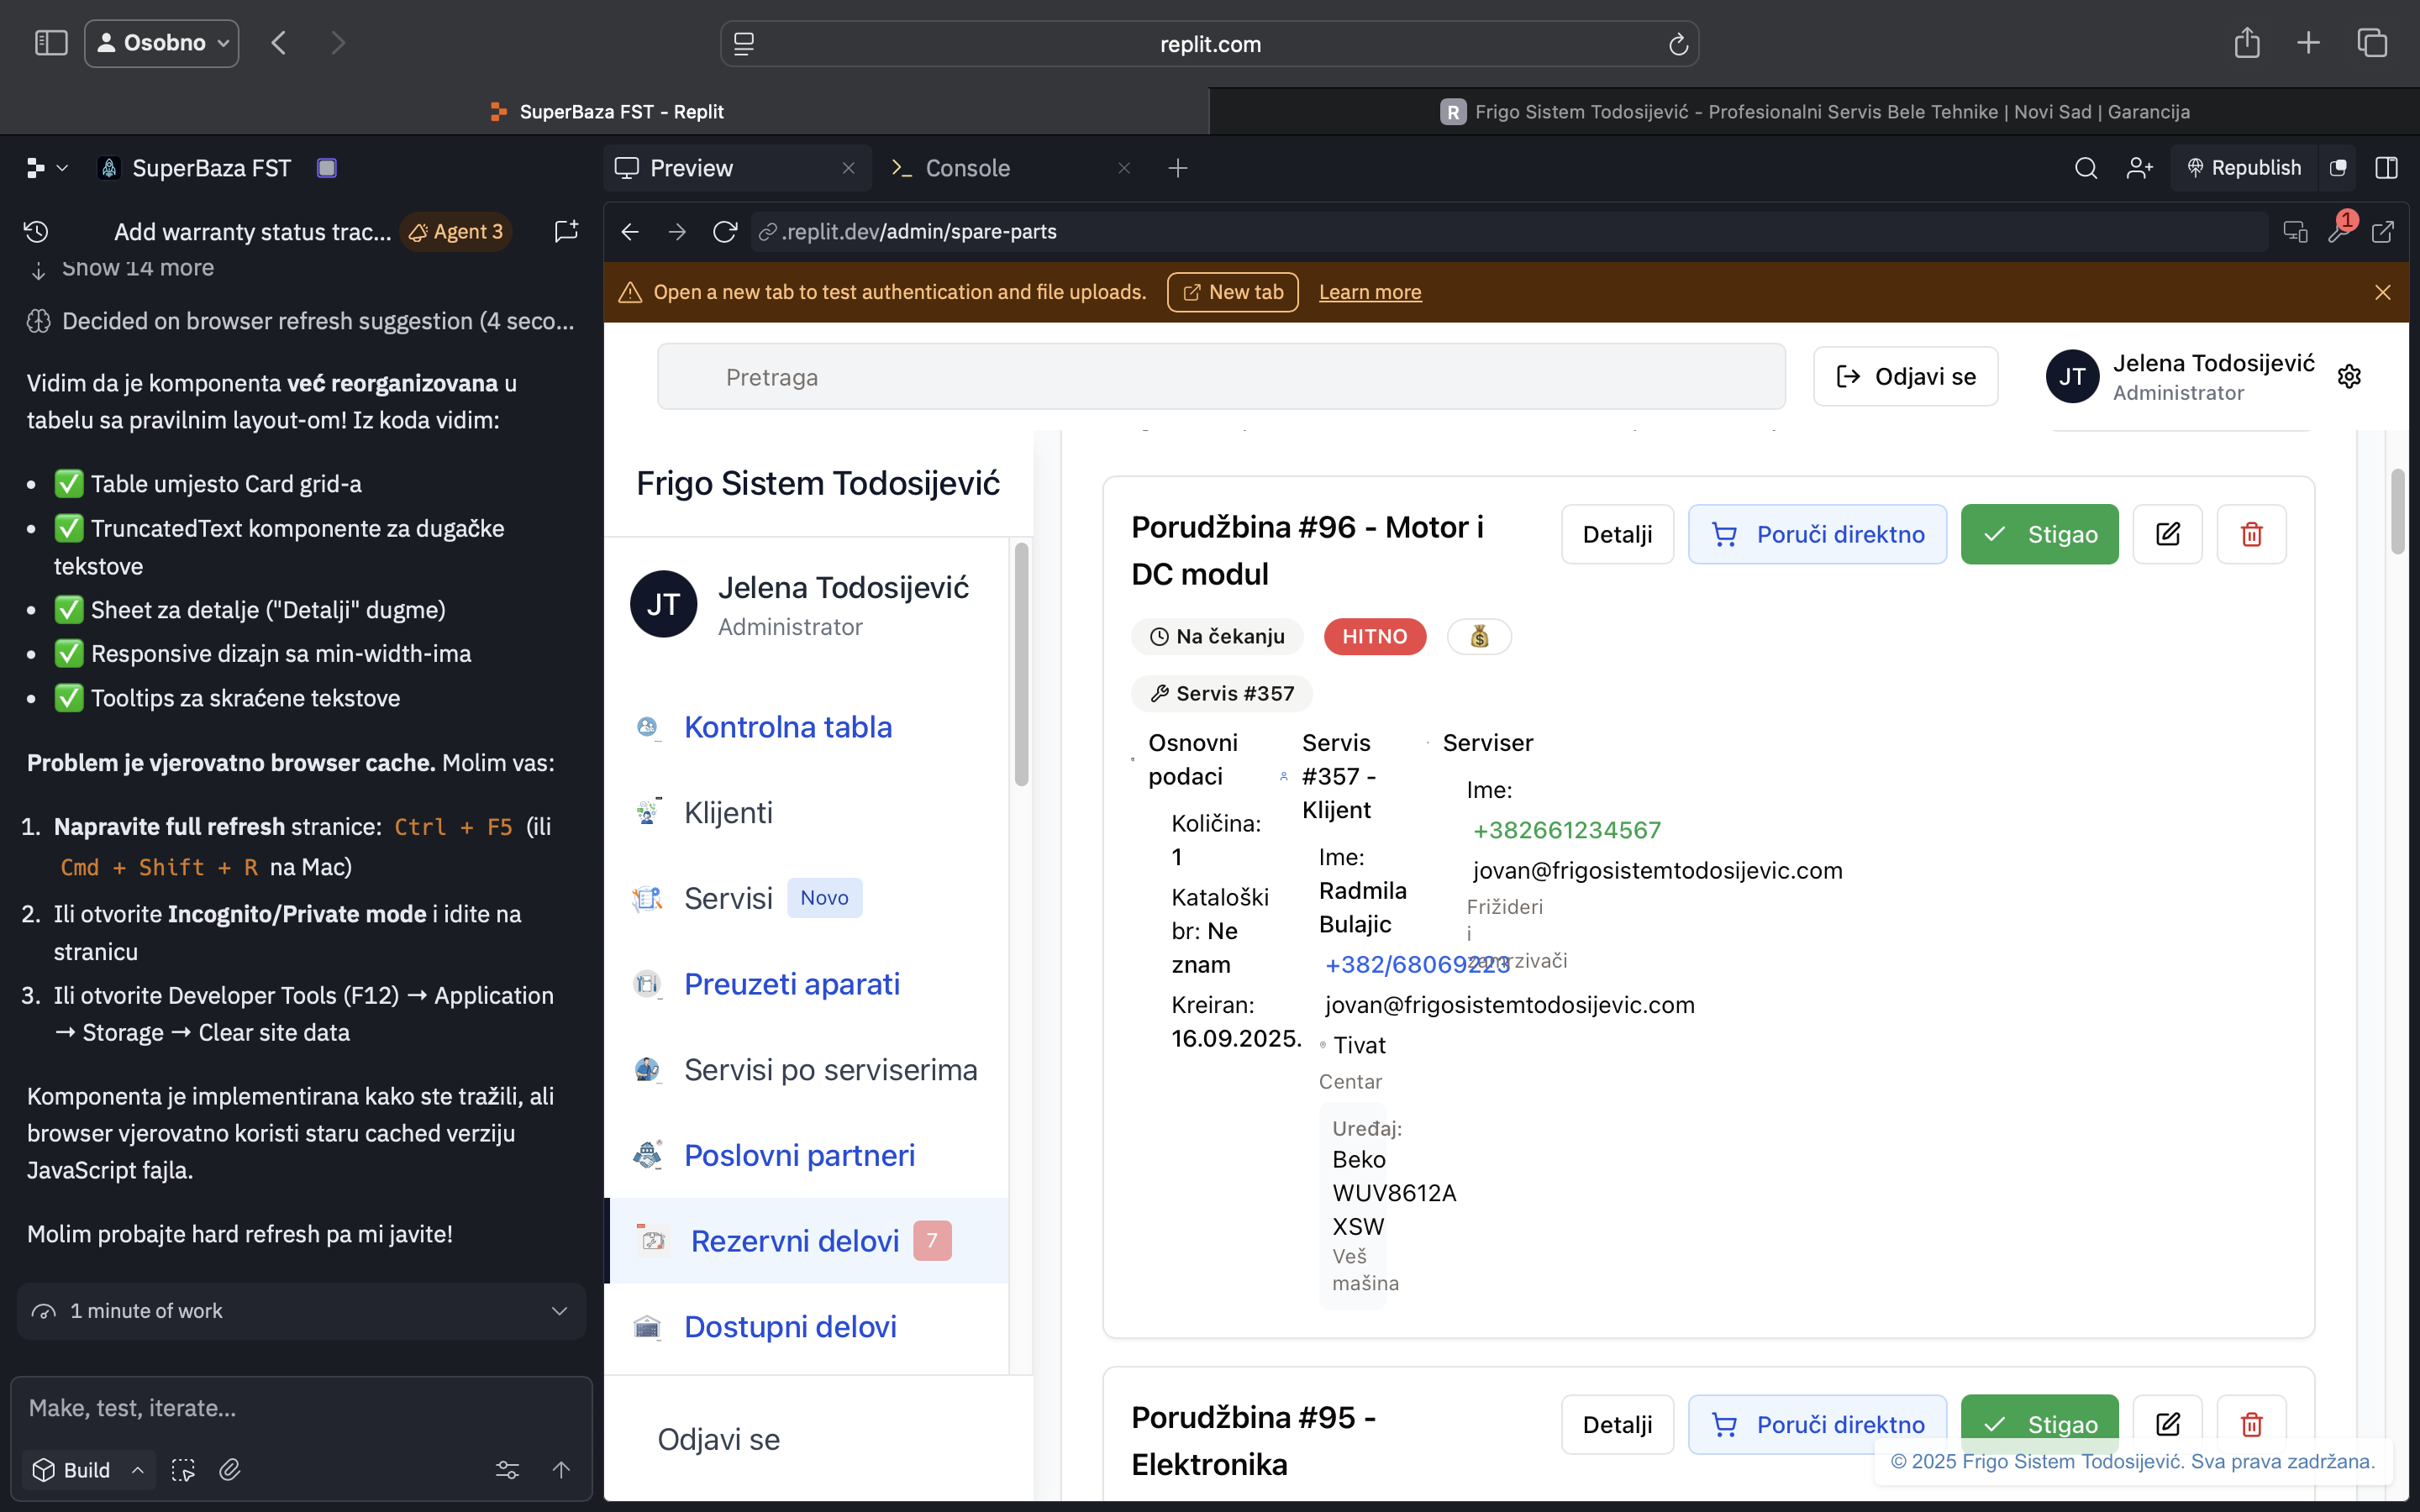 Osobno
replit.com
SuperBaza FST - Replit
R Frigo Sistem Todosijević - Profesionalni Servis Bele Tehnike | Novi Sad | Garancija
SuperBaza FST
Preview
Console
Republish
Add warranty status trac...
Agent 3
.replit.dev/admin/spare-parts
1
Show 14 more
Decided on browser refresh suggestion (4 seco...
Vidim da je komponenta već reorganizovana u
tabelu sa pravilnim layout-om! Iz koda vidim:
• ✅ Table umjesto Card grid-a
• ✅ TruncatedText komponente za dugačke
tekstove
• ✅ Sheet za detalje ("Detalji" dugme)
• ✅ Responsive dizajn sa min-width-ima
• ✅ Tooltips za skraćene tekstove
Problem je vjerovatno browser cache. Molim vas:
1. Napravite full refresh stranice: Ctrl + F5 (ili
Cmd + Shift + R na Mac)
2. Ili otvorite Incognito/Private mode i idite na
stranicu
3. Ili otvorite Developer Tools (F12) → Application
→ Storage → Clear site data
Komponenta je implementirana kako ste tražili, ali
browser vjerovatno koristi staru cached verziju
JavaScript fajla.
Molim probajte hard refresh pa mi javite!
1 minute of work
Make, test, iterate...
Build
Open a new tab to test authentication and file uploads.
New tab
Learn more
Pretraga
Odjavi se
JT
Jelena Todosijević
Administrator
Frigo Sistem Todosijević
JT
Jelena Todosijević
Administrator
Kontrolna tabla
Klijenti
Servisi Novo
Preuzeti aparati
Servisi po serviserima
Poslovni partneri
Rezervni delovi 7
Dostupni delovi
Odjavi se
Porudžbina #96 - Motor i
DC modul
Detalji
Poruči direktno
Stigao
Na čekanju
HITNO
Servis #357
Osnovni
podaci
Količina:
1
Kataloški
br: Ne
znam
Kreiran:
16.09.2025.
Servis
#357 -
Klijent
Ime:
Radmila
Bulajic
+382/68069223
jovan@frigosistemtodosijevic.com
Tivat
Centar
Uređaj:
Beko
WUV8612A
XSW
Veš
mašina
Serviser
Ime:
+382661234567
jovan@frigosistemtodosijevic.com
Frižideri
i
zamrzivači
Porudžbina #95 -
Elektronika
Detalji
Poruči direktno
Stigao
© 2025 Frigo Sistem Todosijević. Sva prava zadržana.